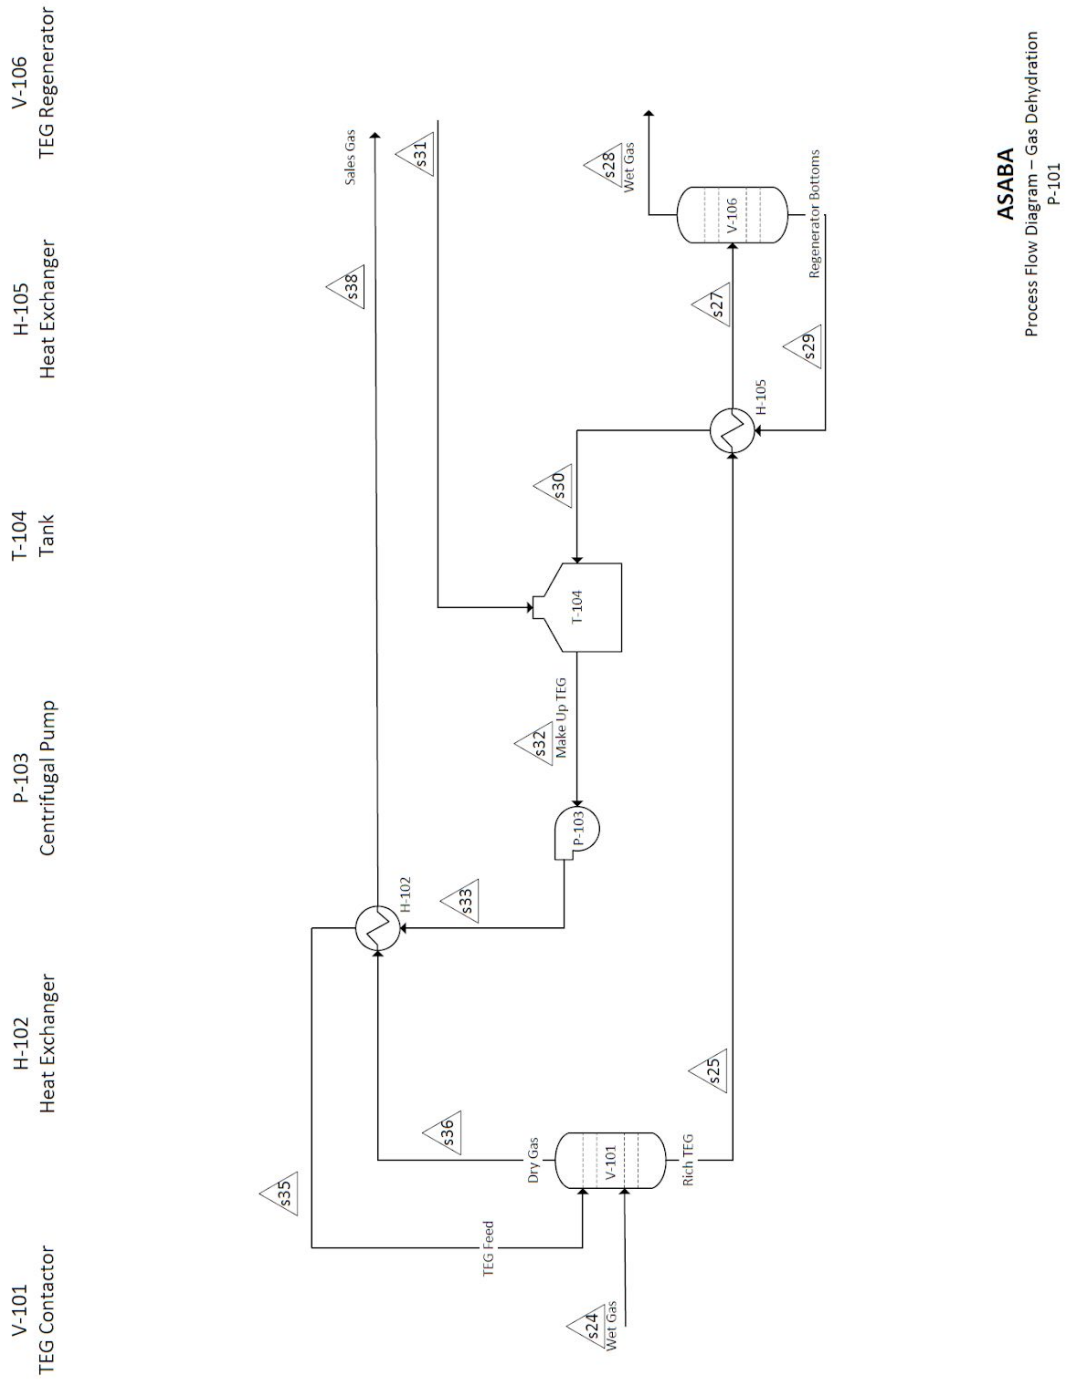 V-101
TEG Contactor
H-102
Heat Exchanger
P-103
Centrifugal Pump
T-104
Tank
H-105
Heat Exchanger
V-106
TEG Regenerator
s35
s38
Sales Gas
s31
H-102
s36
s33
TEG Feed
Dry Gas
s32
Make Up TEG
s30
s28
Wet Gas
s24
Wet Gas
V-101
P-103
T-104
Rich TEG
s25
s27
V-106
H-105
s29
Regenerator Bottoms
ASABA
Process Flow Diagram – Gas Dehydration
P-101